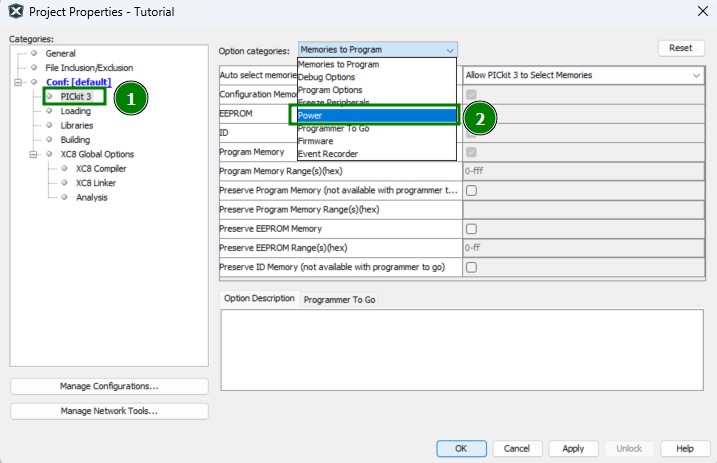 Project Properties - Tutorial
Categories:
General
File Inclusion/Exclusion
Conf: [default]
PICkit 3
1
Loading
Libraries
Building
XC8 Global Options
XC8 Compiler
XC8 Linker
Analysis
Manage Configurations...
Manage Network Tools...
Option categories:
Memories to Program
Reset
Memories to Program
Debug Options
Program Options
Freeze Peripherals
Power
2
Programmer To Go
Firmware
Event Recorder
Auto select memorie
Allow PICkit 3 to Select Memories
Configuration Memo
EEPROM
ID
Program Memory
Program Memory Range(s)(hex)
0-fff
Preserve Program Memory (not available with programmer t...
Preserve Program Memory Range(s)(hex)
Preserve EEPROM Memory
Preserve EEPROM Range(s)(hex)
0-ff
Preserve ID Memory (not available with programmer to go)
Option Description
Programmer To Go
OK
Cancel
Apply
Unlock
Help